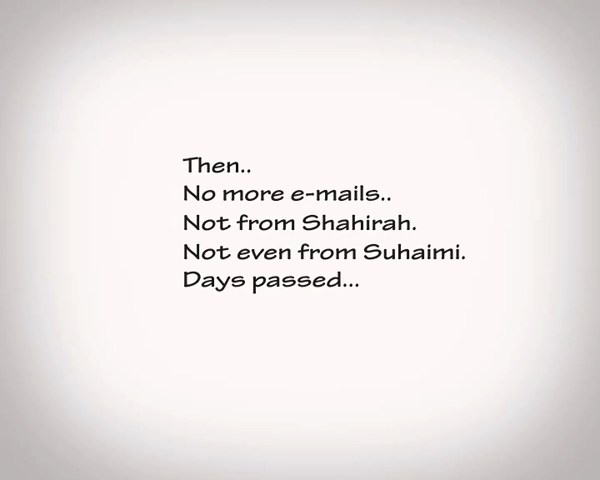 Then..
No more e-mails..
Not from Shahirah.
Not even from Suhaimi.
Days passed...